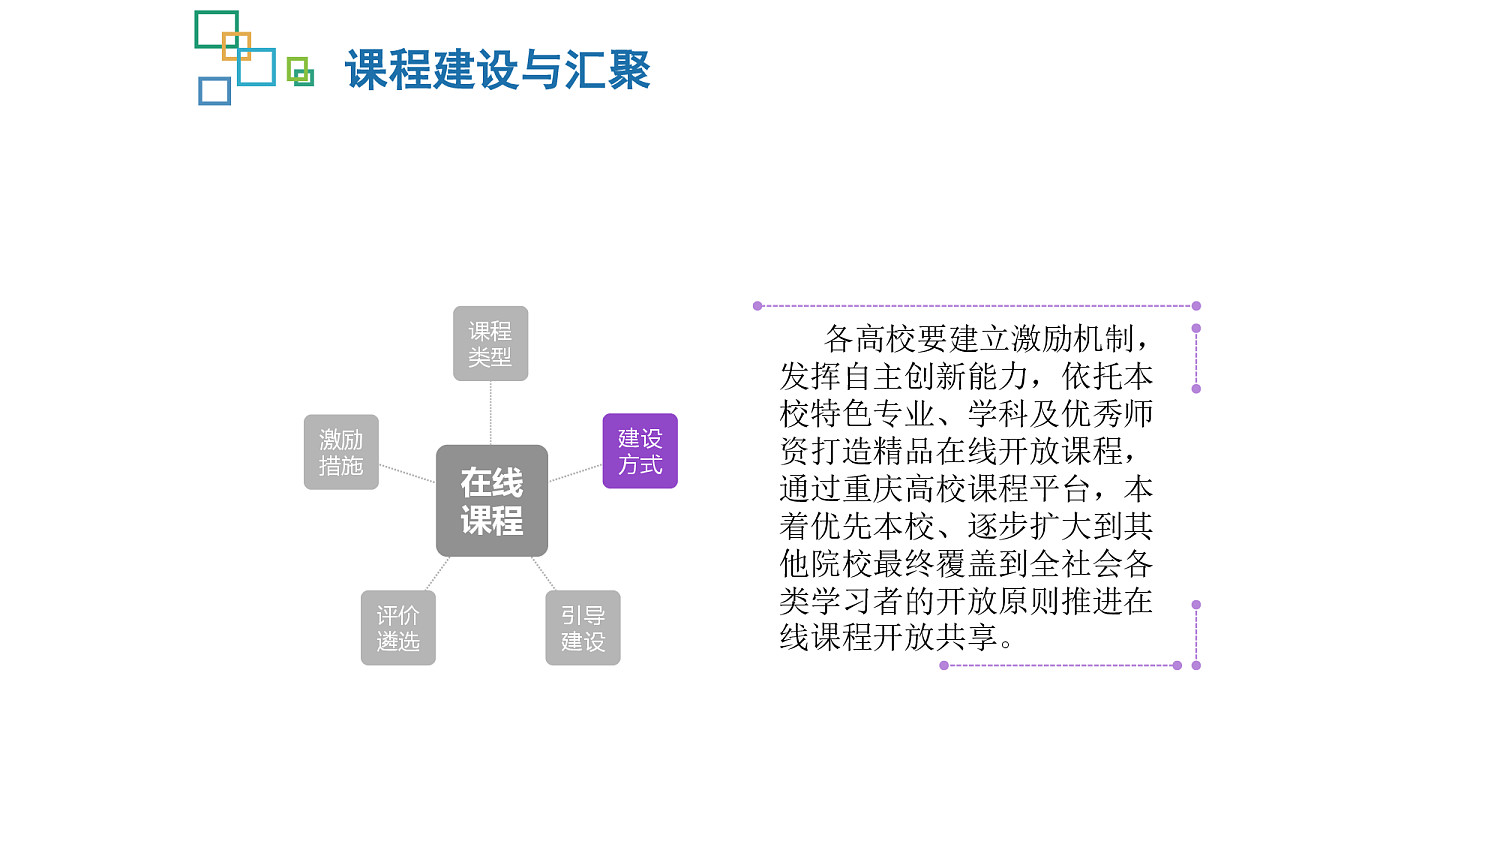 课程建设与汇聚
课程
类型
激励
措施
建设
方式
在线
课程
评价
遴选
引导
建设
各高校要建立激励机制，
发挥自主创新能力，依托本
校特色专业、学科及优秀师
资打造精品在线开放课程，
通过重庆高校课程平台，本
着优先本校、逐步扩大到其
他院校最终覆盖到全社会各
类学习者的开放原则推进在
线课程开放共享。